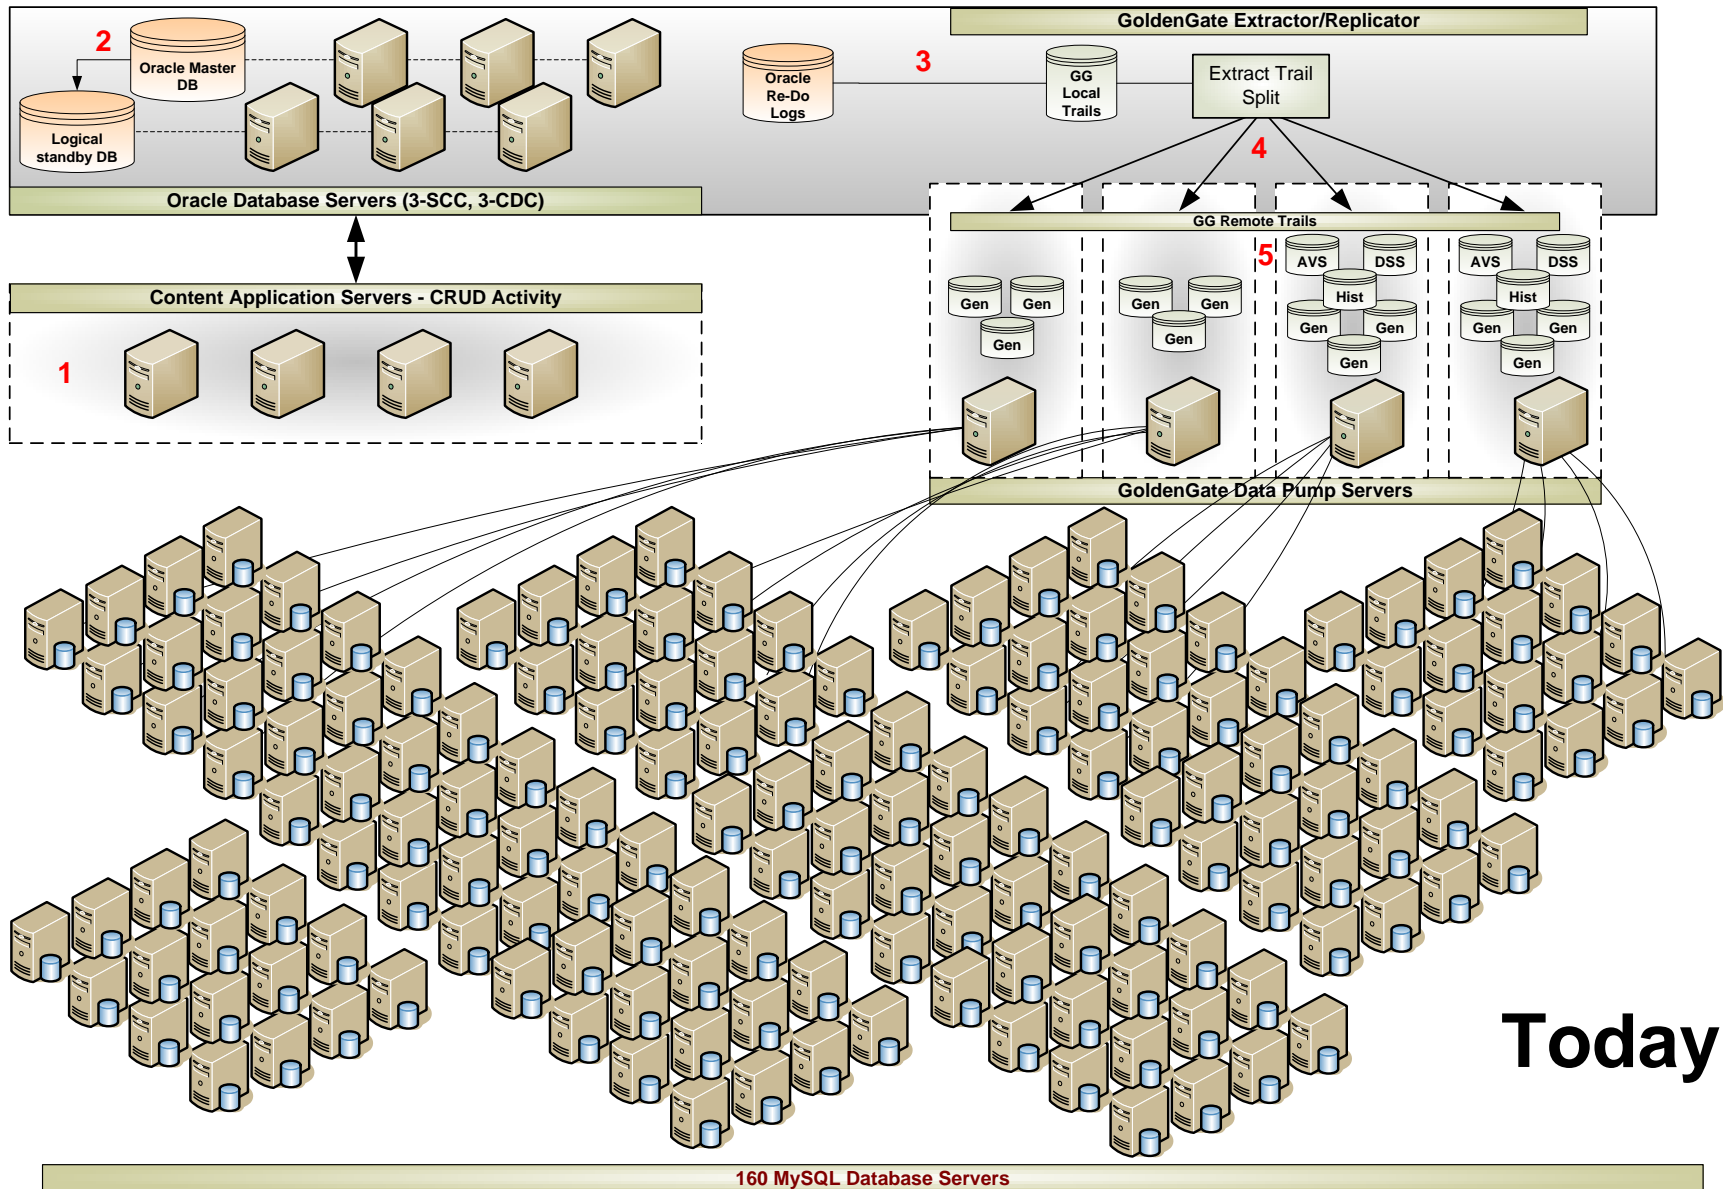 GoldenGate Extractor/Replicator
2
Oracle Master
DB
Logical
standby DB
Oracle Database Servers (3-SCC, 3-CDC)
Oracle
Re-Do
Logs
3
GG
Local
Trails
Extract Trail
Split
4
GG Remote Trails
5
Gen
Gen
Gen
Gen
Gen
Gen
AVS
DSS
Hist
Gen
Gen
Gen
AVS
DSS
Hist
Gen
Gen
Gen
Content Application Servers - CRUD Activity
1
GoldenGate Data Pump Servers
Today
160 MySQL Database Servers